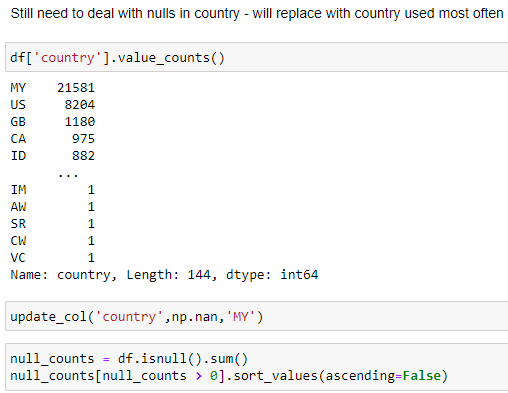 Still need to deal with nulls in country - will replace with country used most often
df['country'].value_counts()
MY 21581
US 8204
GB 1180
CA 975
ID 882
...
IM 1
AW 1
SR 1
CW 1
VC 1
Name: country, Length: 144, dtype: int64
update_col('country',np.nan,'MY')
null_counts = df.isnull().sum()
null_counts[null_counts > 0].sort_values(ascending=False)